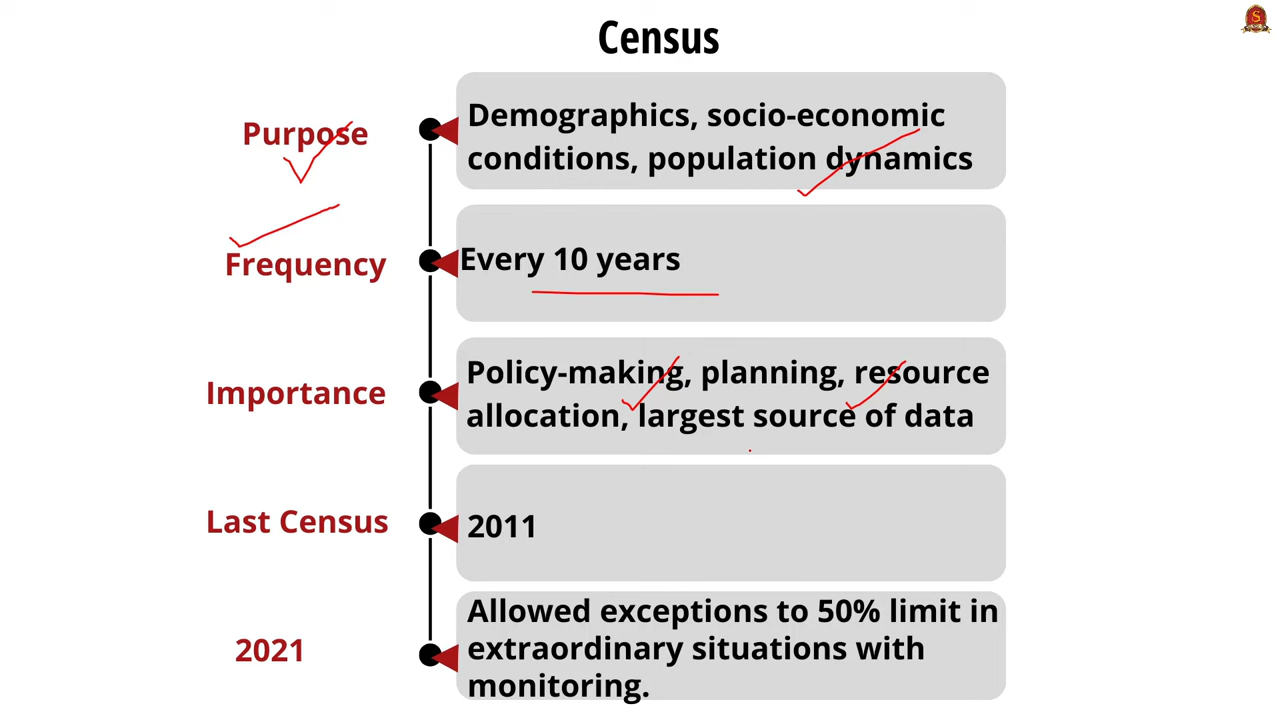 Census
Purpose
Demographics, socio-economic
conditions, population dynamics
Frequency
Every 10 years
Importance
Policy-making, planning, resource
allocation, largest source of data
Last Census
2011
2021
Allowed exceptions to 50% limit in
extraordinary situations with
monitoring.